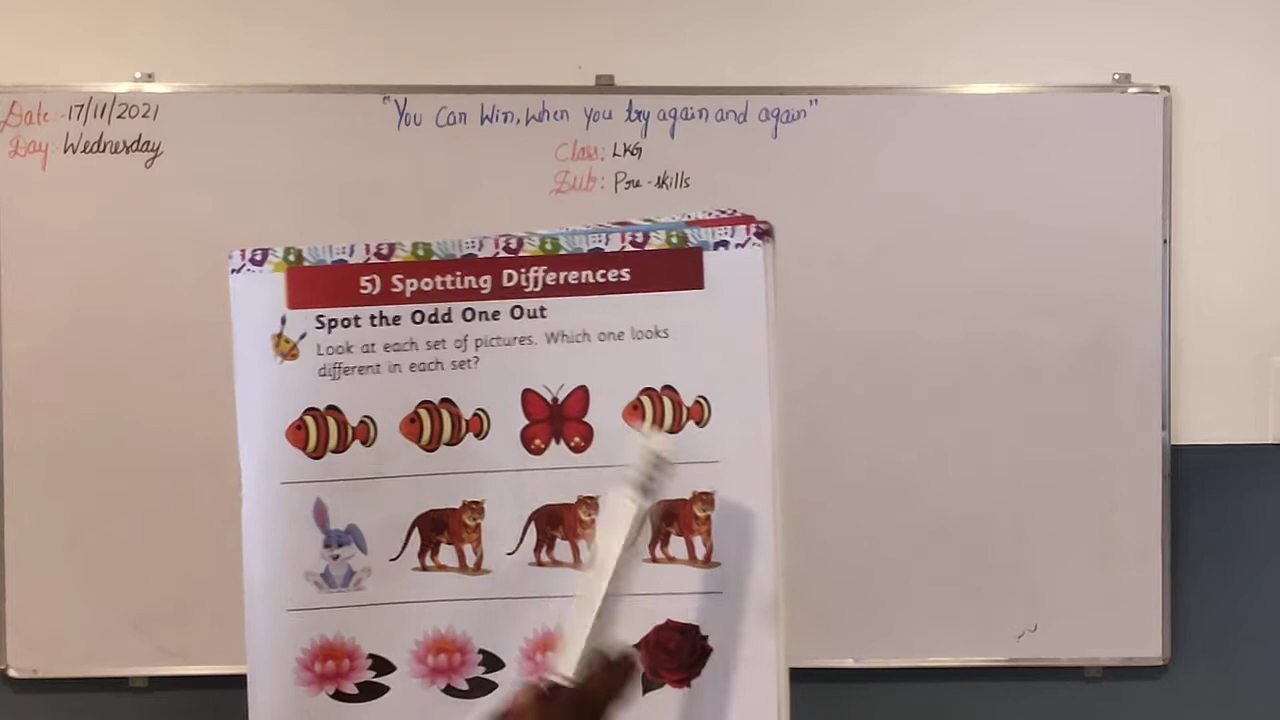 Date: 17/11/2021
Day: Wednesday
"You Can Win, when you try again and again"
Class: LKG
Sub: Pre-skills
5) Spotting Differences
Spot the Odd One Out
Look at each set of pictures. Which one looks
different in each set?